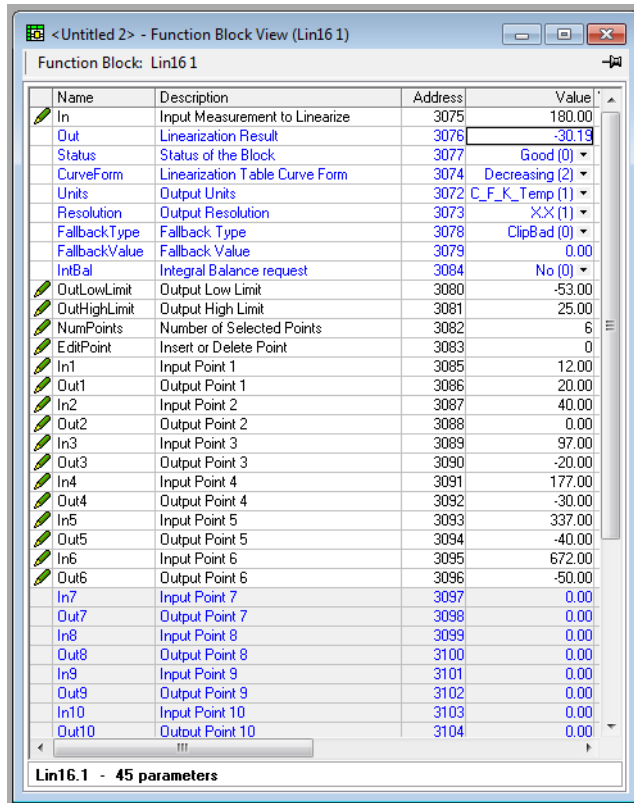 <Untitled 2> - Function Block View (Lin16 1)
Function Block: Lin16 1
Name Description Address Value
In Input Measurement to Linearize 3075 180.00
Out Linearization Result 3076 -30.19
Status Status of the Block 3077 Good (0)
CurveForm Linearization Table Curve Form 3074 Decreasing (2)
Units Output Units 3072 C_F_K_Temp (1)
Resolution Output Resolution 3073 X.X (1)
FallbackType Fallback Type 3078 ClipBad (0)
FallbackValue Fallback Value 3079 0.00
IntBal Integral Balance request 3084 No (0)
OutLowLimit Output Low Limit 3080 -53.00
OutHighLimit Output High Limit 3081 25.00
NumPoints Number of Selected Points 3082 6
EditPoint Insert or Delete Point 3083 0
In1 Input Point 1 3085 12.00
Out1 Output Point 1 3086 20.00
In2 Input Point 2 3087 40.00
Out2 Output Point 2 3088 0.00
In3 Input Point 3 3089 97.00
Out3 Output Point 3 3090 -20.00
In4 Input Point 4 3091 177.00
Out4 Output Point 4 3092 -30.00
In5 Input Point 5 3093 337.00
Out5 Output Point 5 3094 -40.00
In6 Input Point 6 3095 672.00
Out6 Output Point 6 3096 -50.00
In7 Input Point 7 3097 0.00
Out7 Output Point 7 3098 0.00
In8 Input Point 8 3099 0.00
Out8 Output Point 8 3100 0.00
In9 Input Point 9 3101 0.00
Out9 Output Point 9 3102 0.00
In10 Input Point 10 3103 0.00
Out10 Output Point 10 3104 0.00
Lin16.1 - 45 parameters